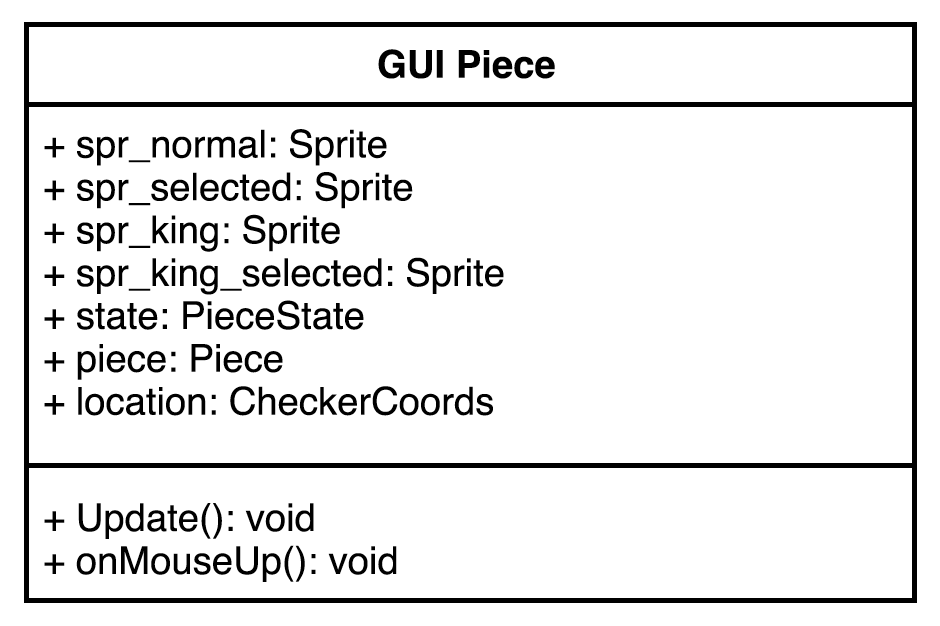 GUI Piece
+ spr_normal: Sprite
+ spr_selected: Sprite
+ spr_king: Sprite
+ spr_king_selected: Sprite
+ state: PieceState
+ piece: Piece
+ location: CheckerCoords
+ Update(): void
+ onMouseUp(): void